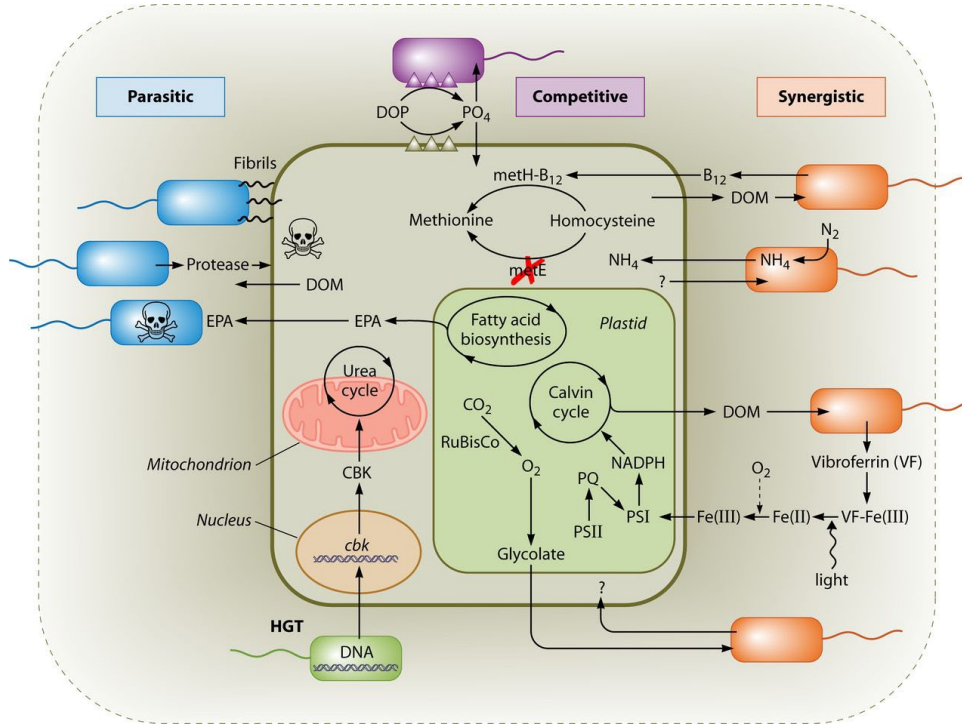 Parasitic
Competitive
Synergistic
DOP
PO4
Fibrils
metH-B12
B12
DOM
Methionine
Homocysteine
metE
N2
NH4
NH4
?
Protease
DOM
EPA
EPA
Fatty acid
biosynthesis
Plastid
Urea
cycle
Calvin
cycle
DOM
CO2
RuBisCo
O2
NADPH
PQ
PSI
PSII
Glycolate
Mitochondrion
CBK
Nucleus
cbk
Vibroferrin (VF)
O2
Fe(III)
Fe(II)
VF-Fe(III)
light
?
HGT
DNA